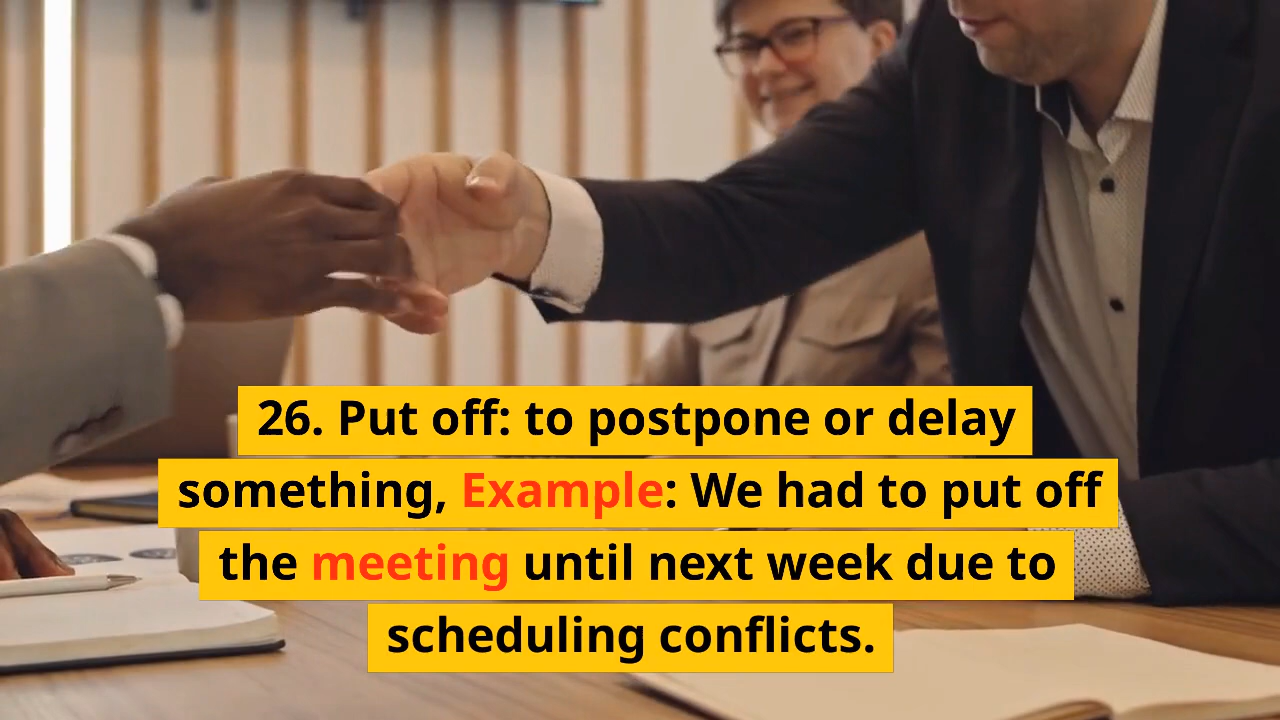 26. Put off: to postpone or delay
something, Example: We had to put off
the meeting until next week due to
scheduling conflicts.